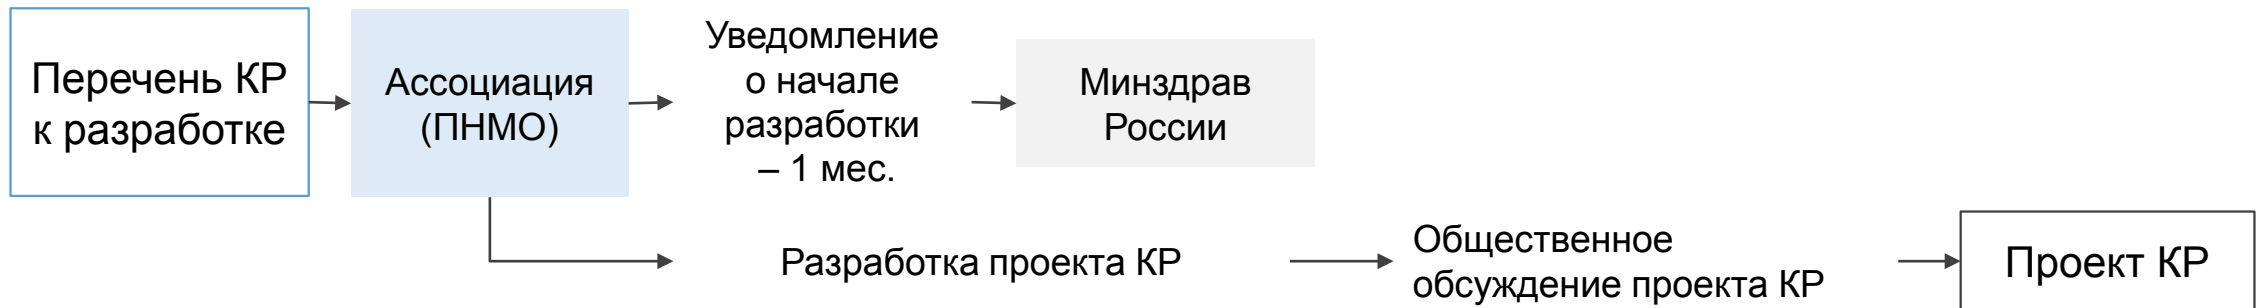 Перечень КР
к разработке
Ассоциация
(ПНМО)
Уведомление
о начале
разработки
– 1 мес.
Минздрав
России
Разработка проекта КР
Общественное
обсуждение проекта КР
Проект КР